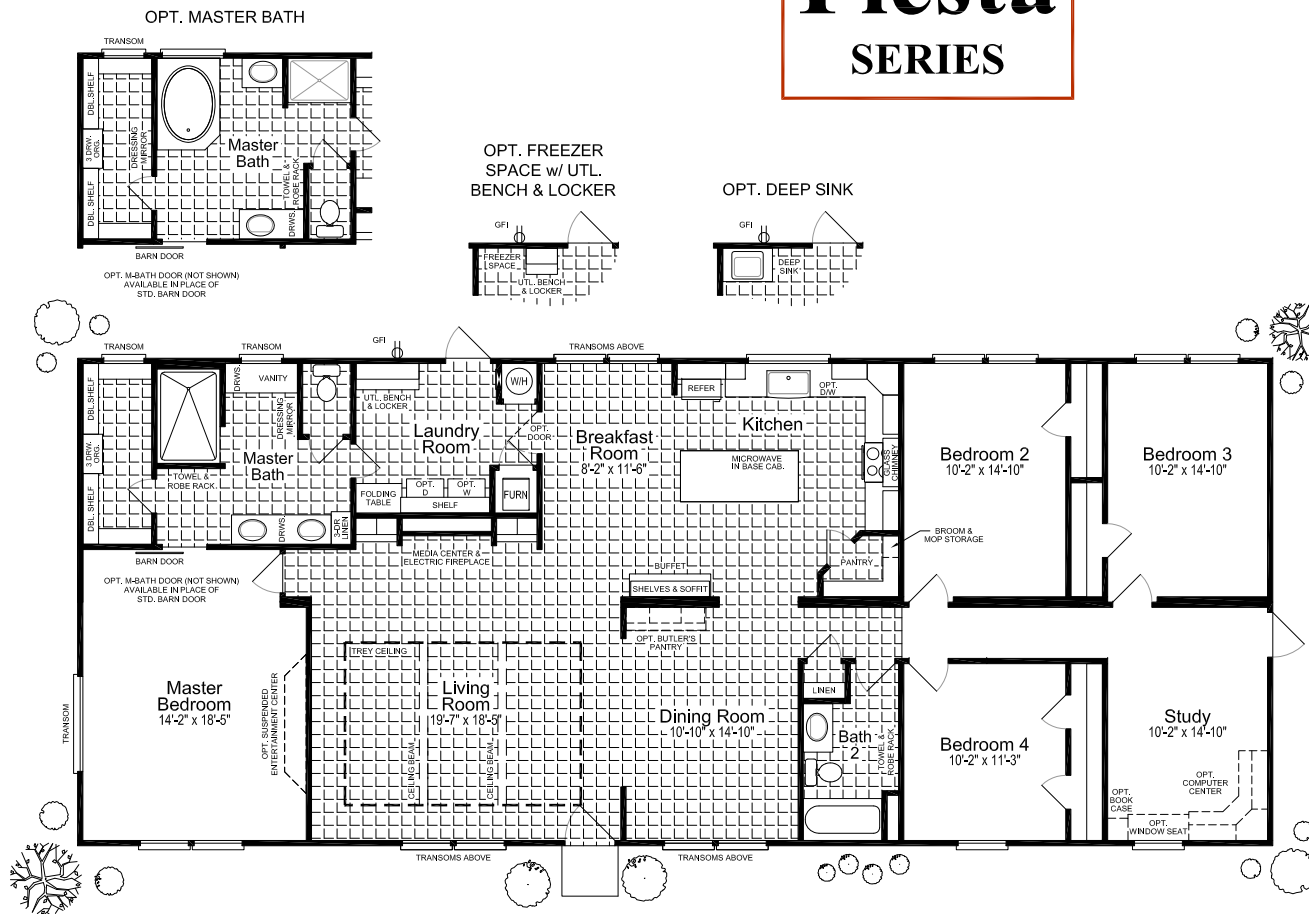 OPT. MASTER BATH
Fiesta
SERIES
TRANSOM
DBL.SHELF
3 DRW.
ORG.
DBL. SHELF
DRESSING
MIRROR
Master
Bath
TOWEL &
ROBE RACK
DRWS.
BARN DOOR
OPT. M-BATH DOOR (NOT SHOWN)
AVAILABLE IN PLACE OF
STD. BARN DOOR
OPT. FREEZER
SPACE w/ UTL.
BENCH & LOCKER
GFI
FREEZER
SPACE
UTL. BENCH
& LOCKER
OPT. DEEP SINK
GFI
DEEP
SINK
TRANSOM
TRANSOM
GFI
TRANSOMS ABOVE
DBL.SHELF
3 DRW.
ORG.
DBL. SHELF
DRWS.
VANITY
DRESSING
MIRROR
Master
Bath
TOWEL &
ROBE RACK
DRWS.
3-DR
LINEN
UTL. BENCH
& LOCKER
W/H
Laundry
Room
OPT.
DOOR
FOLDING
TABLE
OPT.
D
OPT.
W
SHELF
FURN
Breakfast
Room
8'-2" x 11'-6"
REFER
OPT.
D/W
Kitchen
MICROWAVE
IN BASE CAB.
GLASS
CHIMNEY
BROOM &
MOP STORAGE
PANTRY
Bedroom 2
10'-2" x 14'-10"
Bedroom 3
10'-2" x 14'-10"
BARN DOOR
OPT. M-BATH DOOR (NOT SHOWN)
AVAILABLE IN PLACE OF
STD. BARN DOOR
MEDIA CENTER &
ELECTRIC FIREPLACE
BUFFET
SHELVES & SOFFIT
OPT. BUTLER'S
PANTRY
TREY CEILING
TRANSOM
Master
Bedroom
14'-2" x 18'-5"
OPT. SUSPENDED
ENTERTAINMENT CENTER
Living
Room
19'-7" x 18'-5"
CEILING BEAM
CEILING BEAM
Dining Room
10'-10" x 14'-10"
LINEN
Bath
2
TOWEL &
ROBE RACK
Bedroom 4
10'-2" x 11'-3"
Study
10'-2" x 14'-10"
OPT.
COMPUTER
CENTER
OPT.
BOOK
CASE
OPT.
WINDOW SEAT
TRANSOMS ABOVE
TRANSOMS ABOVE